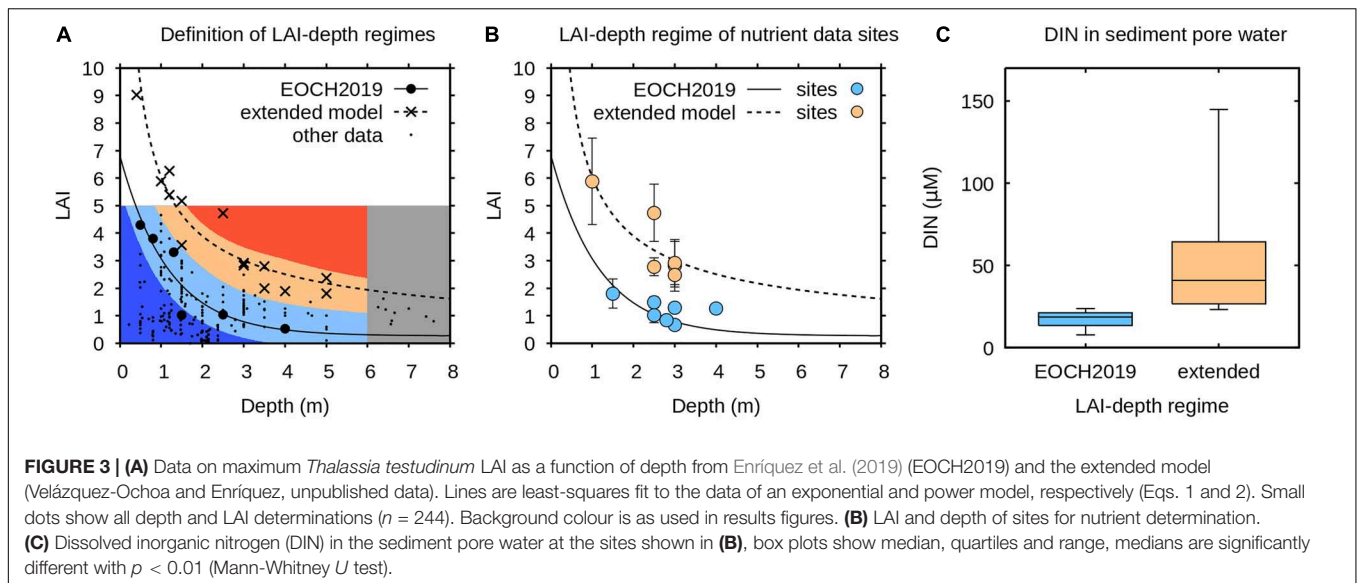 A Definition of LAI-depth regimes
10
9
8
7
6
5
4
3
2
1
0
LAI
EOCH2019
extended model
other data
0 1 2 3 4 5 6 7 8
Depth (m)
B LAI-depth regime of nutrient data sites
10
9
8
7
6
5
4
3
2
1
0
LAI
EOCH2019 sites
extended model sites
0 1 2 3 4 5 6 7 8
Depth (m)
C DIN in sediment pore water
150
100
50
0
DIN (µM)
EOCH2019 extended
LAI-depth regime
FIGURE 3 | (A) Data on maximum Thalassia testudinum LAI as a function of depth from Enríquez et al. (2019) (EOCH2019) and the extended model
(Velázquez-Ochoa and Enríquez, unpublished data). Lines are least-squares fit to the data of an exponential and power model, respectively (Eqs. 1 and 2). Small
dots show all depth and LAI determinations (n = 244). Background colour is as used in results figures. (B) LAI and depth of sites for nutrient determination.
(C) Dissolved inorganic nitrogen (DIN) in the sediment pore water at the sites shown in (B), box plots show median, quartiles and range, medians are significantly
different with p < 0.01 (Mann-Whitney U test).